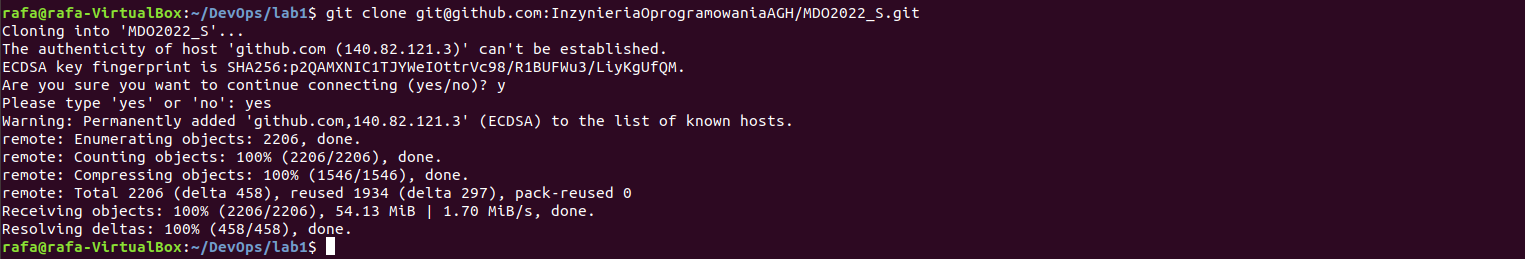 rafa@rafa-VirtualBox:~/DevOps/lab1$ git clone git@github.com:InzynieriaOprogramowaniaAGH/MDO2022_S.git
Cloning into 'MDO2022_S'...
The authenticity of host 'github.com (140.82.121.3)' can't be established.
ECDSA key fingerprint is SHA256:p2QAMXNIC1TJYWeIOttrVc98/R1BUFWu3/LiyKgUfQM.
Are you sure you want to continue connecting (yes/no)? y
Please type 'yes' or 'no': yes
Warning: Permanently added 'github.com,140.82.121.3' (ECDSA) to the list of known hosts.
remote: Enumerating objects: 2206, done.
remote: Counting objects: 100% (2206/2206), done.
remote: Compressing objects: 100% (1546/1546), done.
remote: Total 2206 (delta 458), reused 1934 (delta 297), pack-reused 0
Receiving objects: 100% (2206/2206), 54.13 MiB | 1.70 MiB/s, done.
Resolving deltas: 100% (458/458), done.
rafa@rafa-VirtualBox:~/DevOps/lab1$